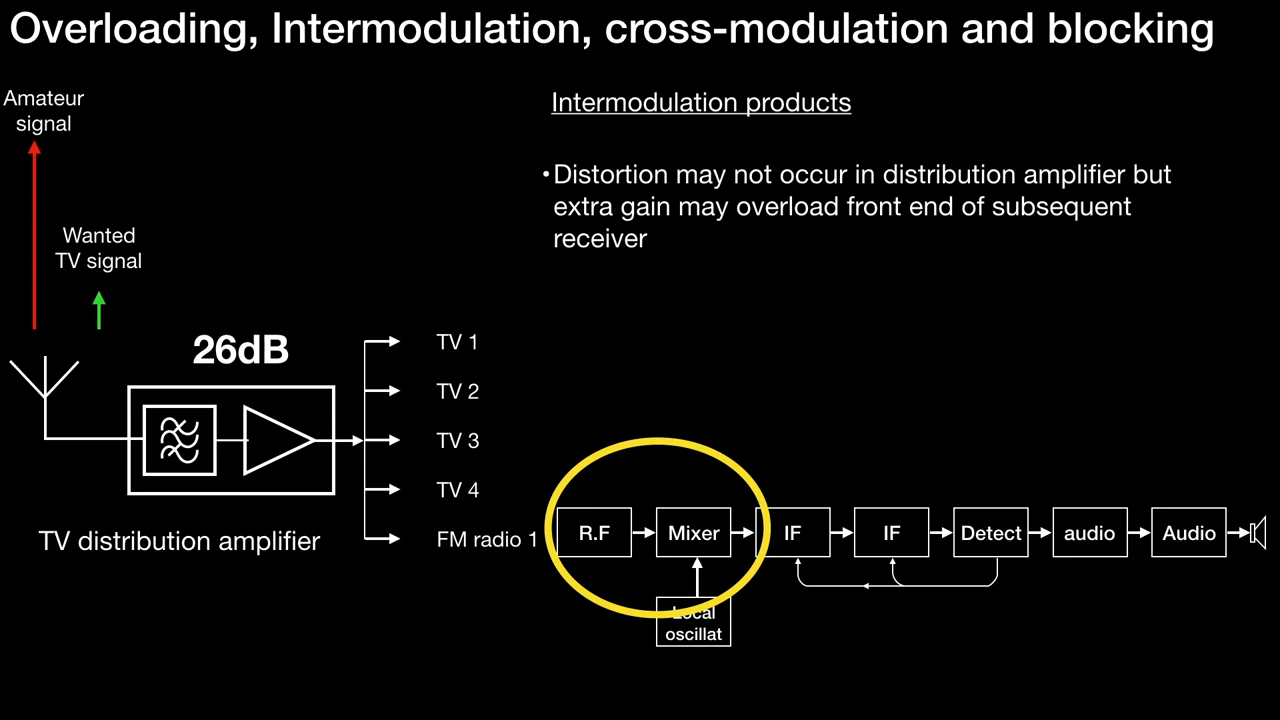 Overloading, Intermodulation, cross-modulation and blocking
Amateur
signal
Intermodulation products
•Distortion may not occur in distribution amplifier but
extra gain may overload front end of subsequent
receiver
Wanted
TV signal
26dB
TV 1
TV 2
TV 3
TV 4
FM radio 1
TV distribution amplifier
R.F
Mixer
IF
IF
Detect
audio
Audio
Local
oscillat